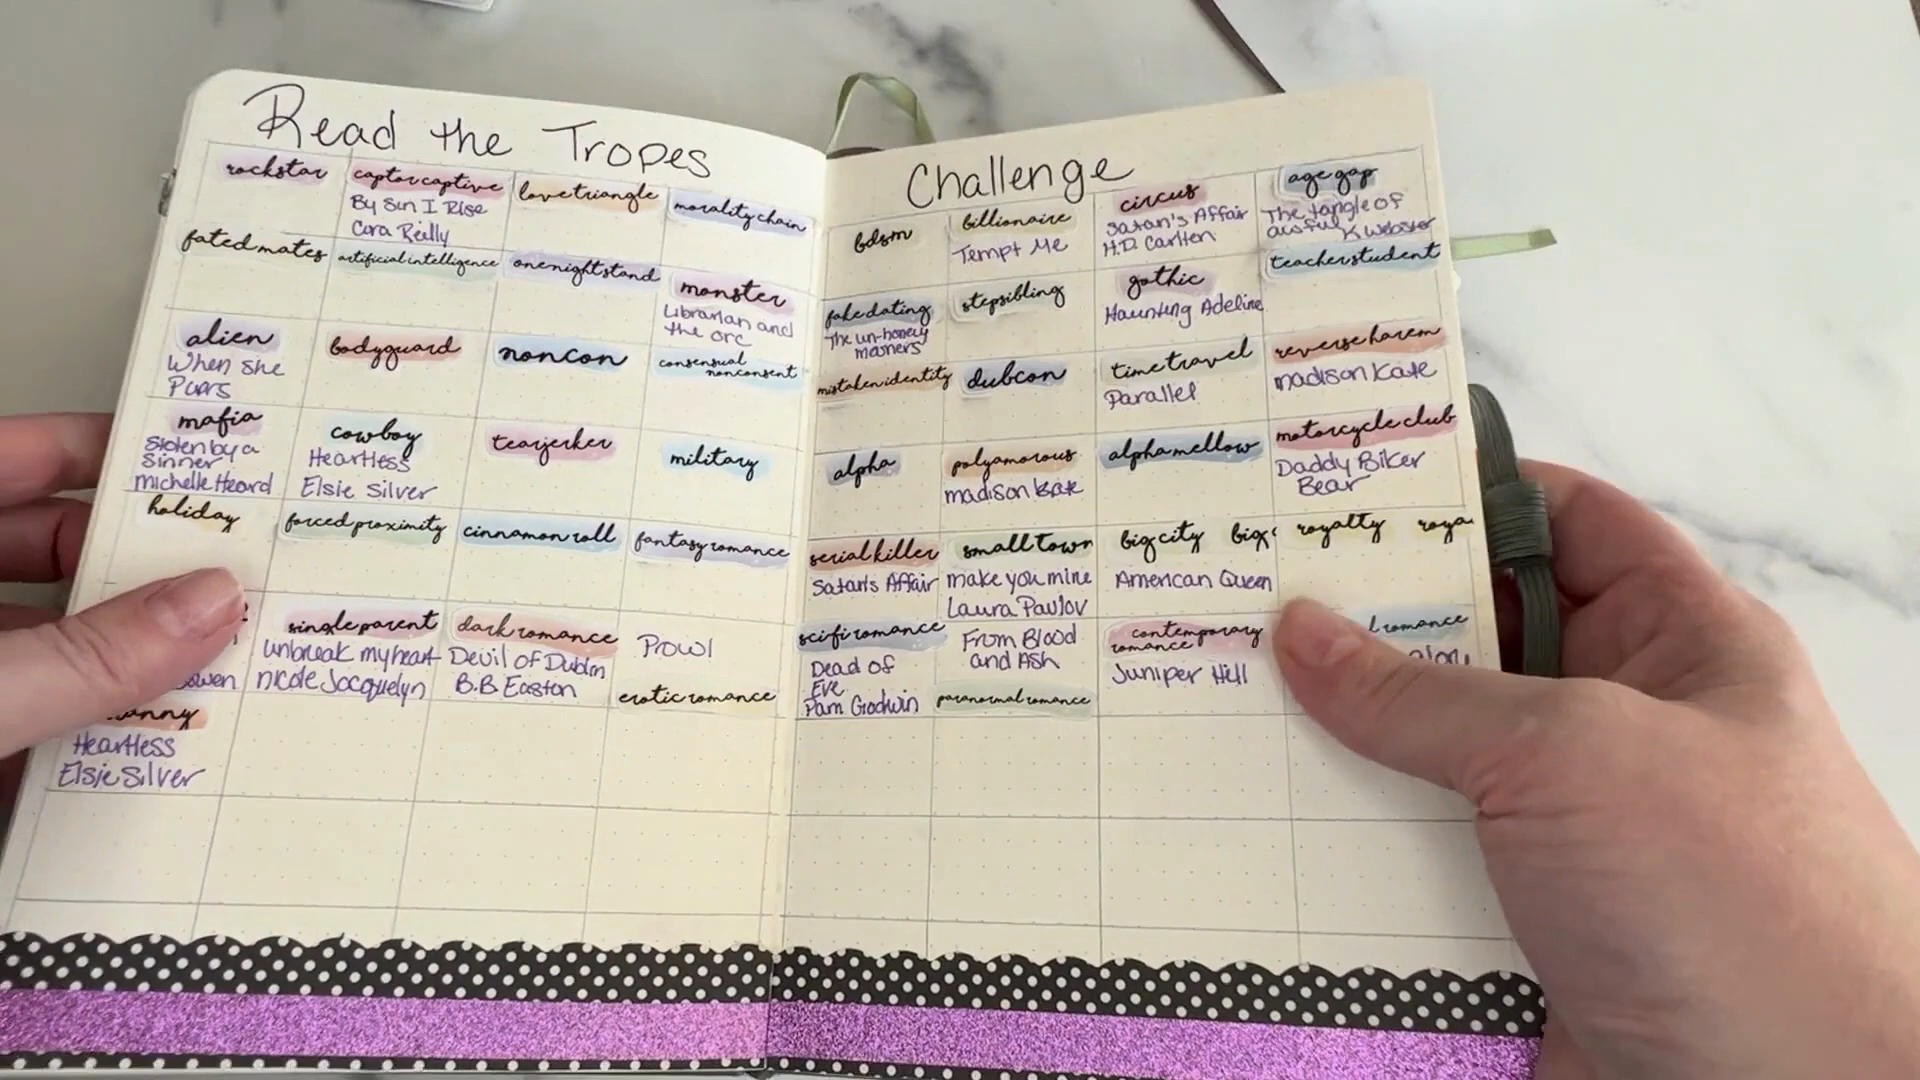 Read the Tropes
rockstar
captor captive
By Sin I Rise
Cora Reilly
love triangle
morality chain
fated mates
artificial intelligence
one night stand
monster
Librarian and
the orc
alien
When she
Purrs
bodyguard
noncon
consensual
nonconsent
mafia
Stolen by a
Sinner
Michelle Heard
cowboy
Heartless
Elsie Silver
tearjerker
military
holiday
forced proximity
cinnamon roll
fantasy romance
owen
single parent
unbreak my heart
nicole Jacquelyn
dark romance
Devil of Dublin
B.B. Easton
Prowl
erotic romance
nanny
Heartless
Elsie Silver
Challenge
bdsm
billionaire
Tempt Me
circus
Satan's Affair
H.D. Carlten
age gap
The tangle of
awful K Webster
fake dating
The un-honey
mooners
stepsibling
gothic
Haunting Adeline
teacher student
mistaken identity
dubcon
time travel
Parallel
reverse harem
madison Kate
alpha
polyamorous
madison Kate
alphamellow
motorcycle club
Daddy Biker
Bear
serial killer
Satan's Affair
small town
make you mine
Laura Pavlov
big city big c
American Queen
royalty roya
sci fi romance
Dead of
Eve
Pam Godwin
From Blood
and Ash
paranormal romance
contemporary
romance
Juniper Hill
l romance